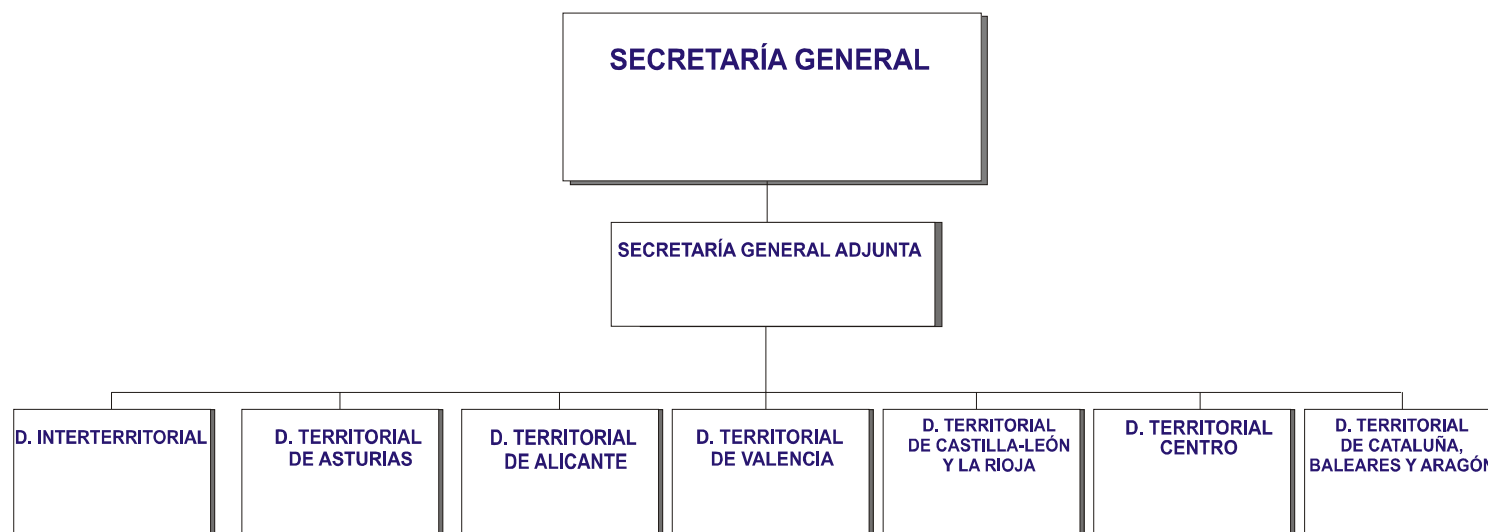 SECRETARÍA GENERAL
SECRETARÍA GENERAL ADJUNTA
D. INTERTERRITORIAL
D. TERRITORIAL
DE ASTURIAS
D. TERRITORIAL
DE ALICANTE
D. TERRITORIAL
DE VALENCIA
D. TERRITORIAL
DE CASTILLA-LEÓN
Y LA RIOJA
D. TERRITORIAL
CENTRO
D. TERRITORIAL
DE CATALUÑA,
BALEARES Y ARAGÓN